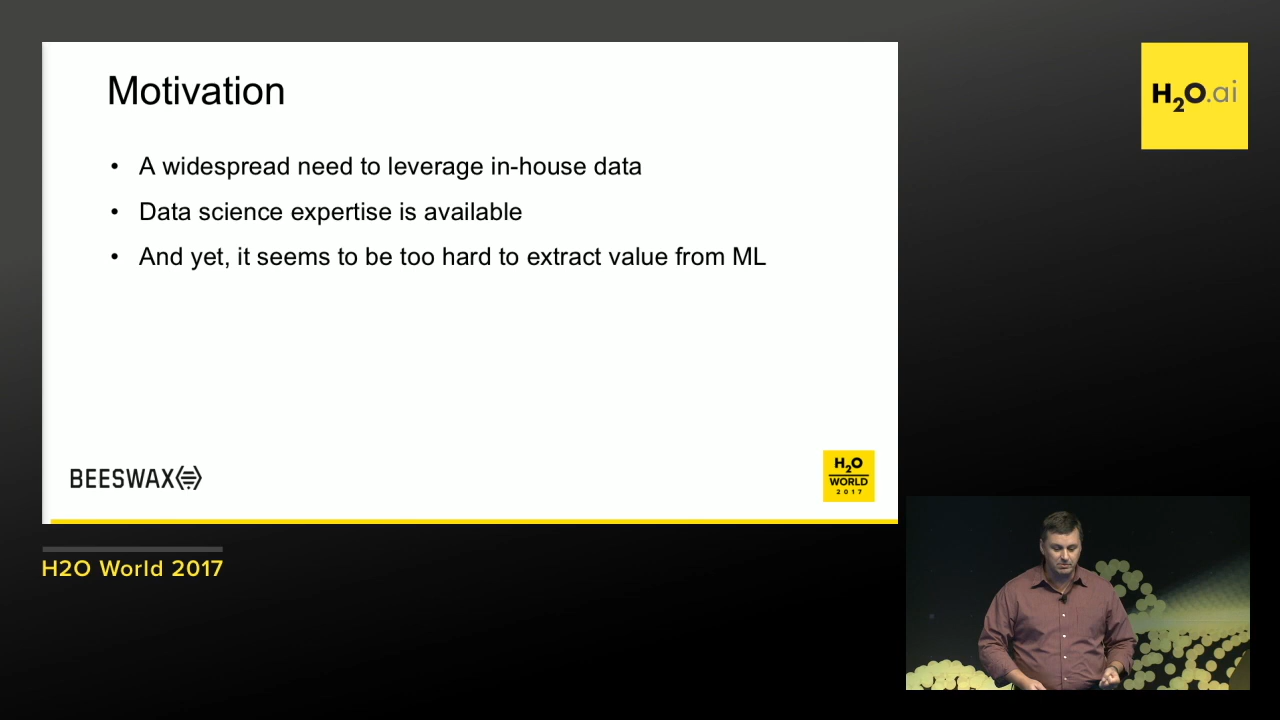 Motivation
• A widespread need to leverage in-house data
• Data science expertise is available
• And yet, it seems to be too hard to extract value from ML
BEESWAX
H2O
WORLD
2017
H2O.ai
H2O World 2017